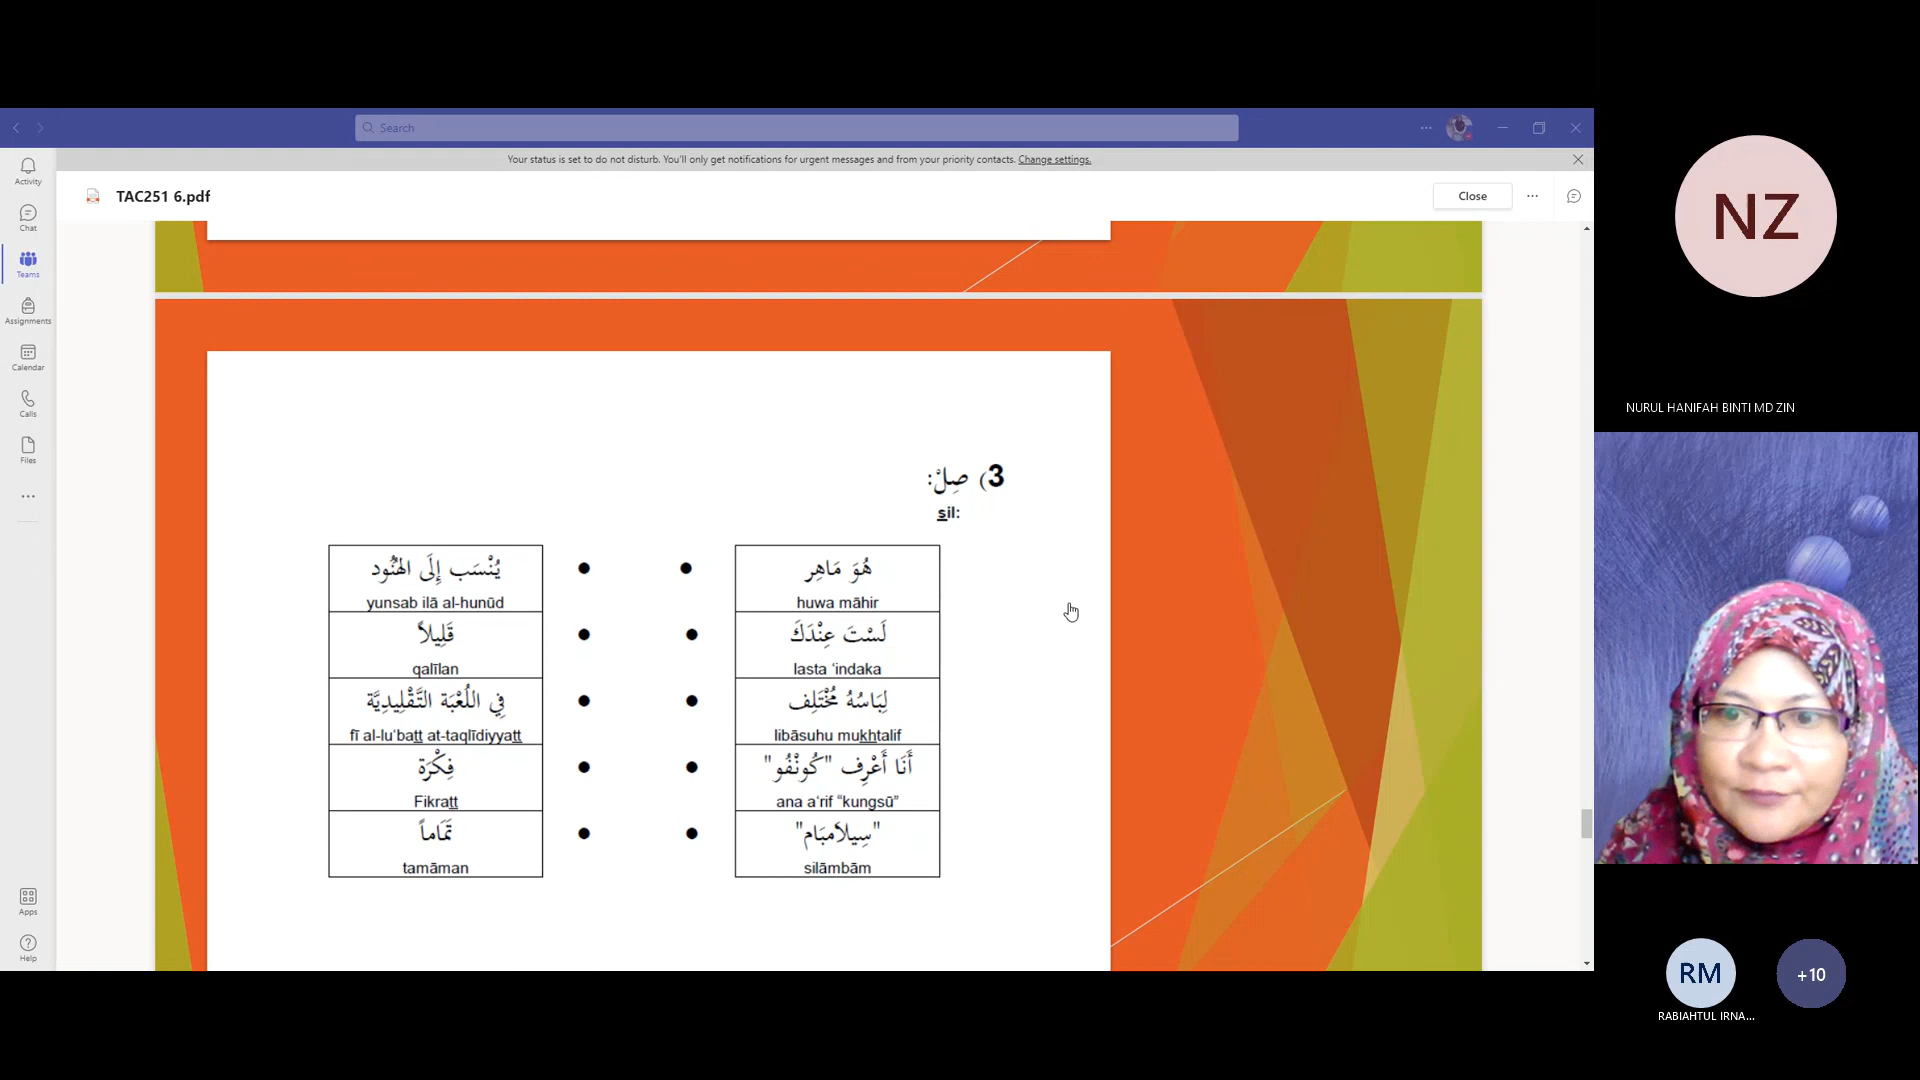 Search
Your status is set to do not disturb. You'll only get notifications for urgent messages and from your priority contacts. Change settings.
TAC251 6.pdf
Close
Activity
Chat
Teams
Assignments
Calendar
Calls
Files
Apps
Help
3) صِلْ:
sil:
هُوَ مَاهِر
huwa māhir
لَسْتَ عِنْدَكَ
lasta ‘indaka
لِبَاسُهُ مُخْتَلِف
libāsuhu mukhtalif
أَنَا أَعْرِف "كُونْفُو"
ana a‘rif “kungsū”
"سِيلاَمبَام"
silāmbām
يُنْسَب إِلَى الهُنُود
yunsab ilā al-hunūd
قَلِيلاً
qalīlan
فِي اللُعْبَة التَّقْلِيدِيَّة
fī al-lu‘batt at-taqlīdiyyatt
فِكْرَة
Fikratt
تَمَاماً
tamāman
NZ
NURUL HANIFAH BINTI MD ZIN
RM
RABIAHTUL IRNA...
+10